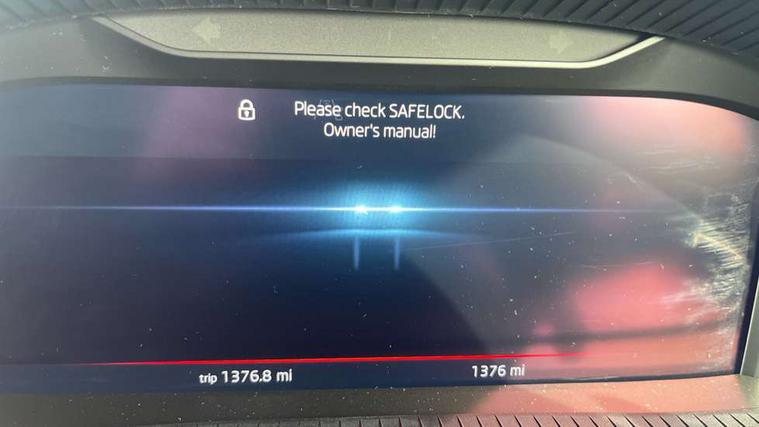 Please check SAFELOCK.
Owner's manual!
trip 1376.8 mi
1376 mi